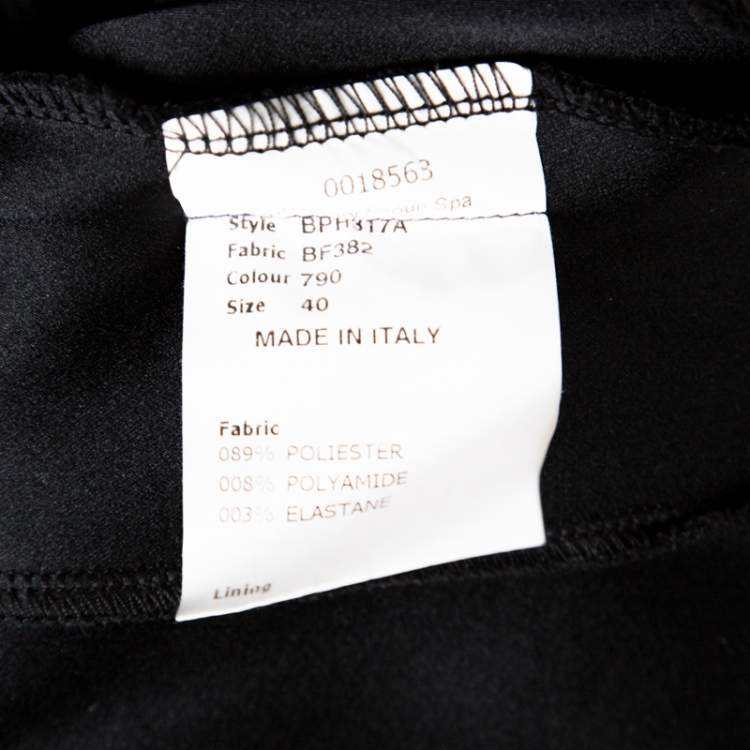 0018563
Spa
Style BPH317A
Fabric BF382
Colour 790
Size 40
MADE IN ITALY
Fabric
089% POLIESTER
008% POLYAMIDE
003% ELASTANE
Lining